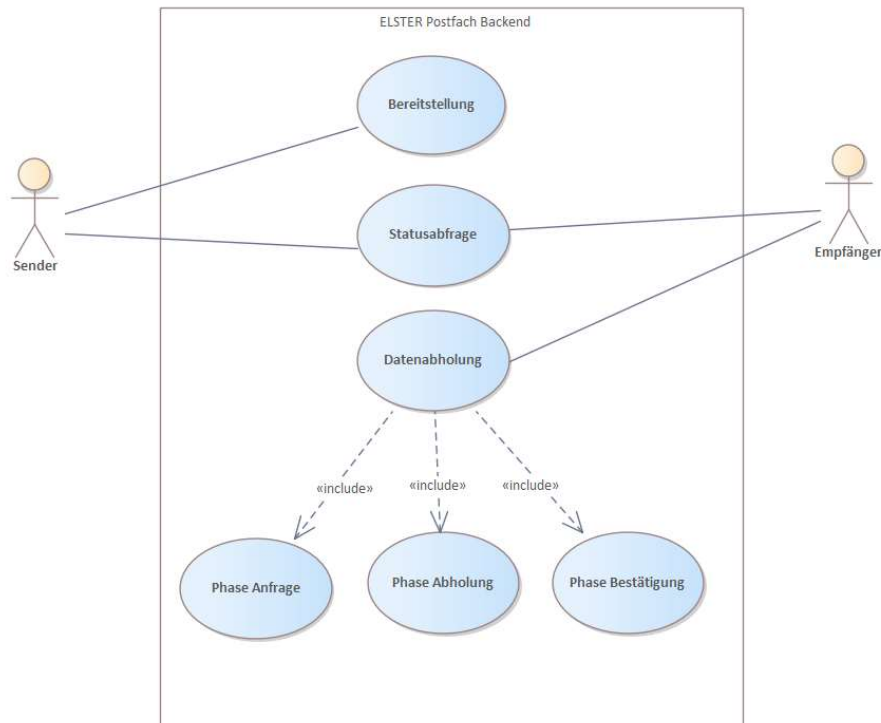 ELSTER Postfach Backend
Bereitstellung
Statusabfrage
Sender
Empfänger
Datenabholung
«include»
«include»
«include»
Phase Anfrage
Phase Abholung
Phase Bestätigung